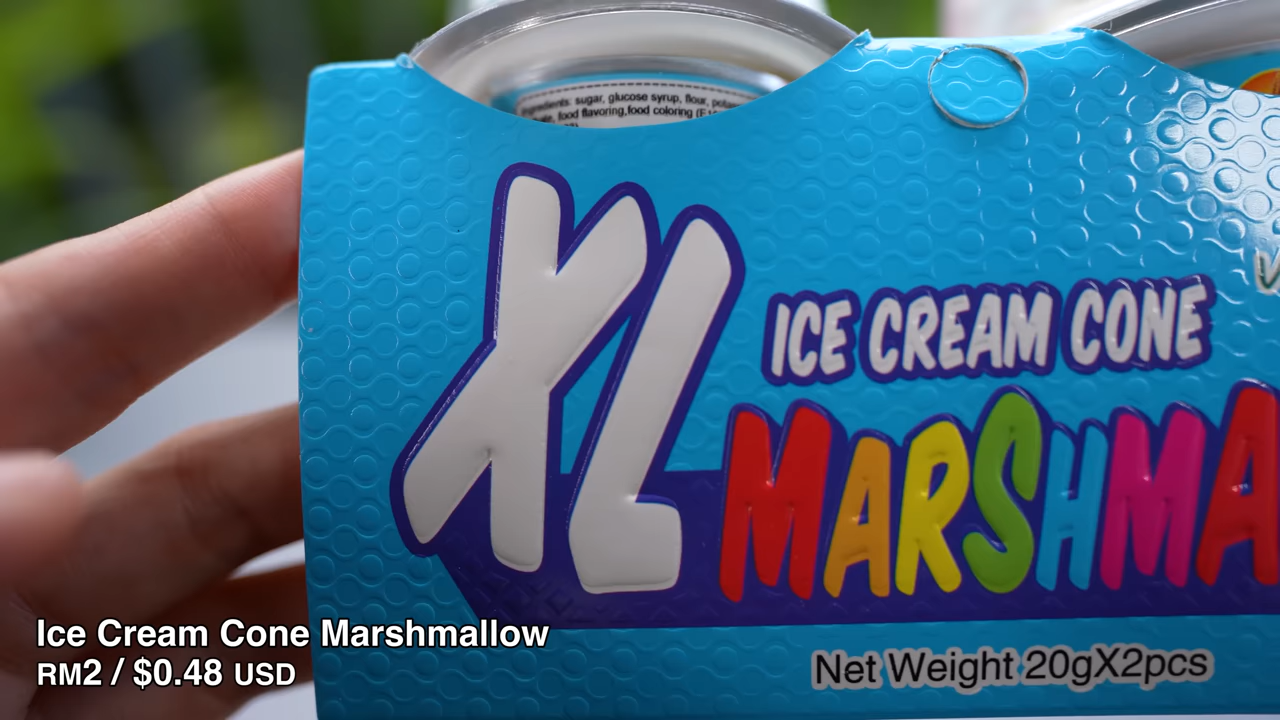 ingredients: sugar, glucose syrup, flour,
food flavoring,food coloring
XL
ICE CREAM CONE
MARSHMA
Net Weight 20gX2pcs
Ice Cream Cone Marshmallow
RM2 / $0.48 USD